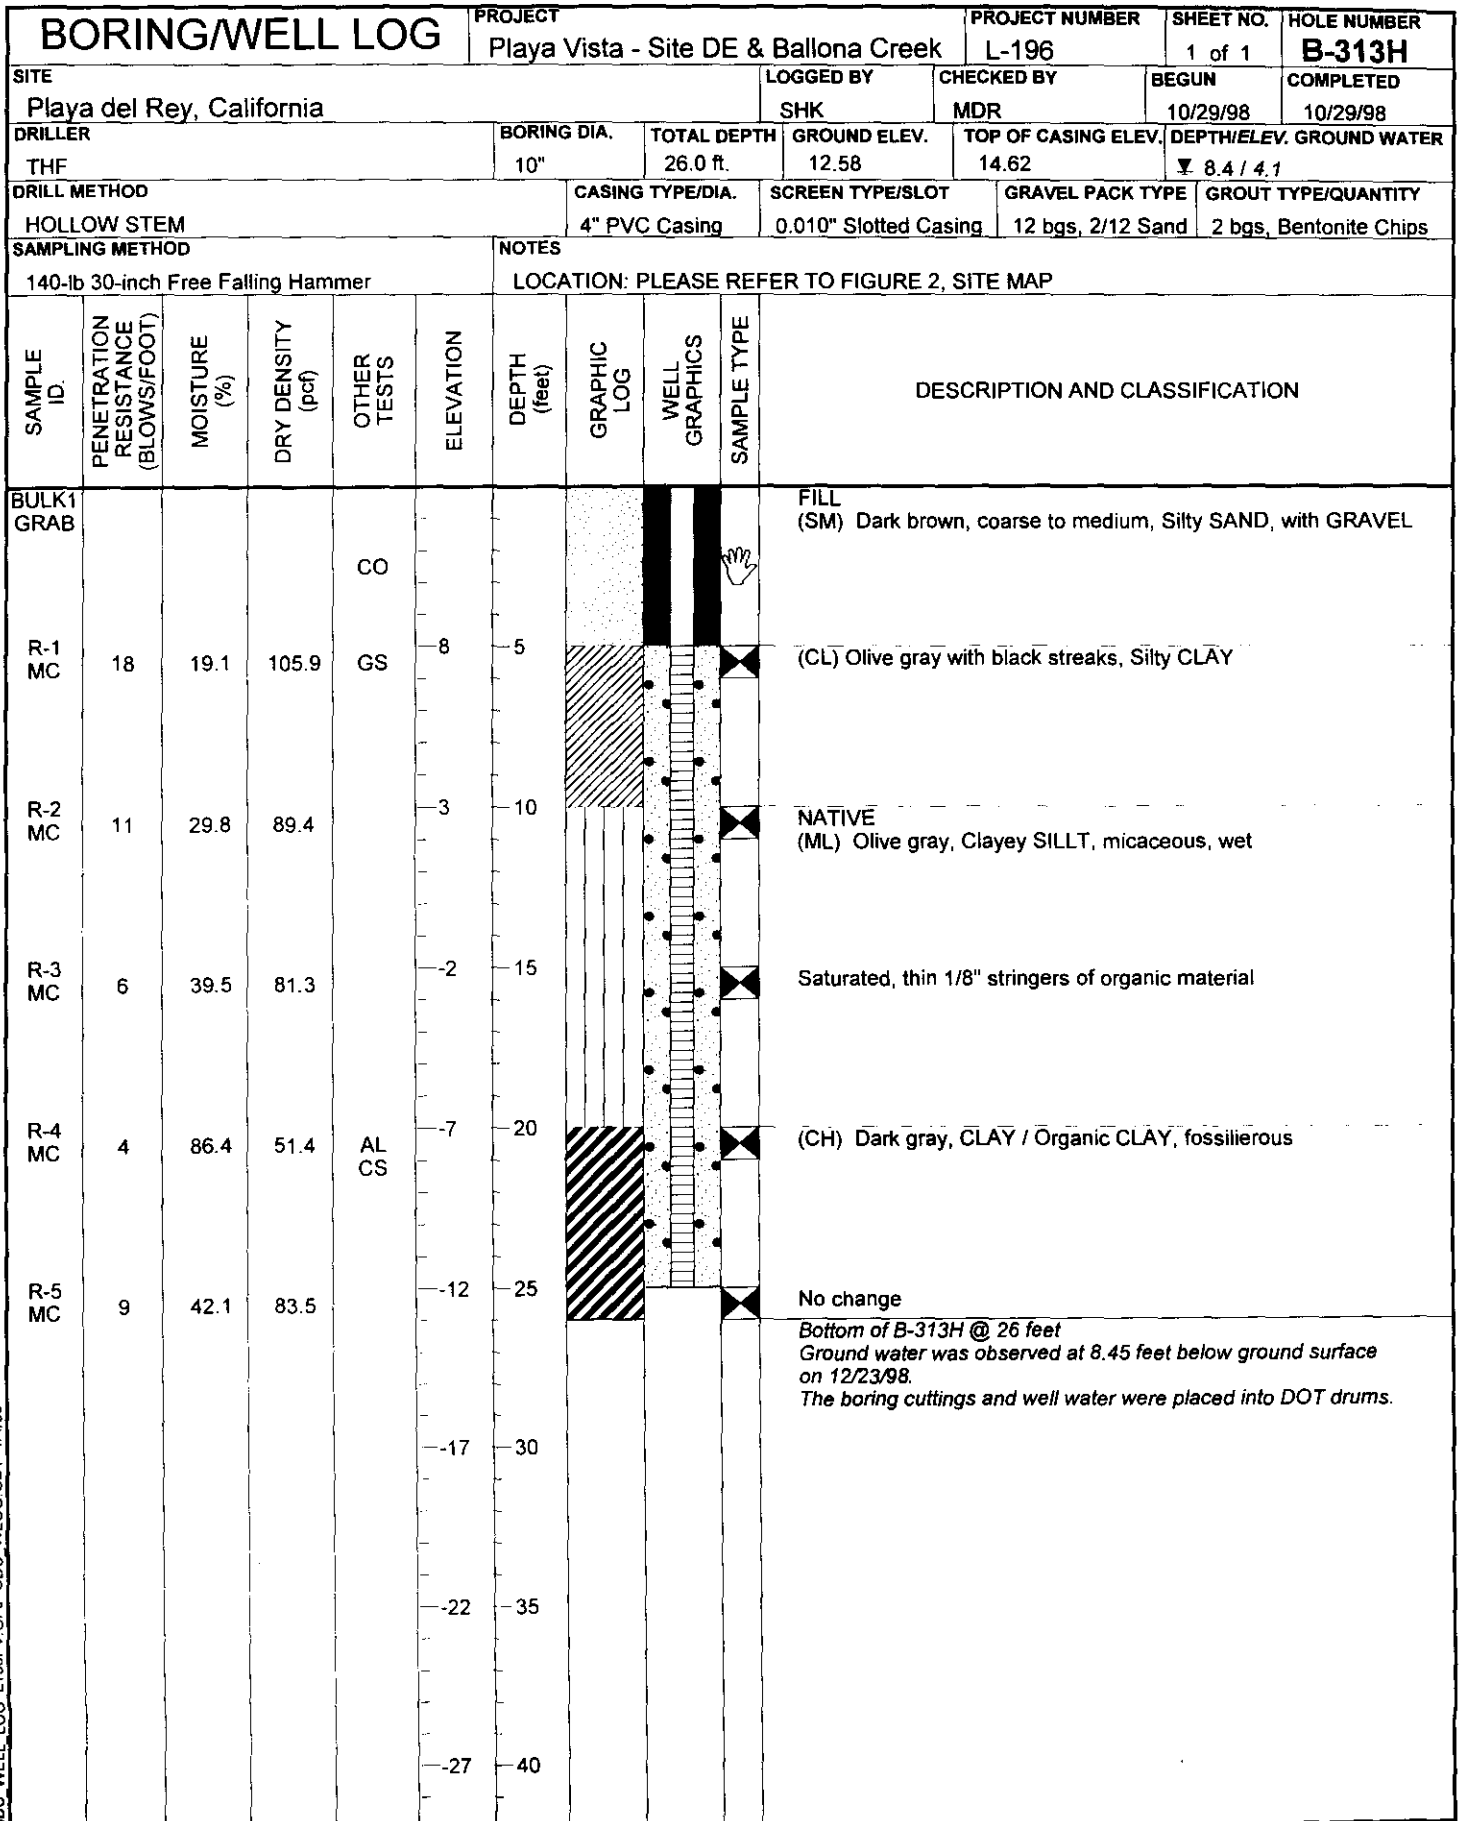 BORING/WELL LOG
PROJECT
Playa Vista - Site DE & Ballona Creek
PROJECT NUMBER
L-196
SHEET NO.
1 of 1
HOLE NUMBER
B-313H
SITE
Playa del Rey, California
LOGGED BY
SHK
CHECKED BY
MDR
BEGUN
10/29/98
COMPLETED
10/29/98
DRILLER
THF
BORING DIA.
10"
TOTAL DEPTH
26.0 ft.
GROUND ELEV.
12.58
TOP OF CASING ELEV.
14.62
DEPTH/ELEV. GROUND WATER
8.4 / 4.1
DRILL METHOD
HOLLOW STEM
CASING TYPE/DIA.
4" PVC Casing
SCREEN TYPE/SLOT
0.010" Slotted Casing
GRAVEL PACK TYPE
12 bgs, 2/12 Sand
GROUT TYPE/QUANTITY
2 bgs, Bentonite Chips
SAMPLING METHOD
140-lb 30-inch Free Falling Hammer
NOTES
LOCATION: PLEASE REFER TO FIGURE 2, SITE MAP
SAMPLE ID.
PENETRATION RESISTANCE (BLOWS/FOOT)
MOISTURE (%)
DRY DENSITY (pcf)
OTHER TESTS
ELEVATION
DEPTH (feet)
GRAPHIC LOG
WELL GRAPHICS
SAMPLE TYPE
DESCRIPTION AND CLASSIFICATION
BULK1
GRAB
CO
FILL
(SM) Dark brown, coarse to medium, Silty SAND, with GRAVEL
R-1
MC
18 19.1 105.9 GS
8 5
(CL) Olive gray with black streaks, Silty CLAY
R-2
MC
11 29.8 89.4
3 10
NATIVE
(ML) Olive gray, Clayey SILLT, micaceous, wet
R-3
MC
6 39.5 81.3
-2 15
Saturated, thin 1/8" stringers of organic material
R-4
MC
4 86.4 51.4 AL
CS
-7 20
(CH) Dark gray, CLAY / Organic CLAY, fossilierous
R-5
MC
9 42.1 83.5
-12 25
No change
Bottom of B-313H @ 26 feet
Ground water was observed at 8.45 feet below ground surface
on 12/23/98.
The boring cuttings and well water were placed into DOT drums.
-17 30
-22 35
-27 40